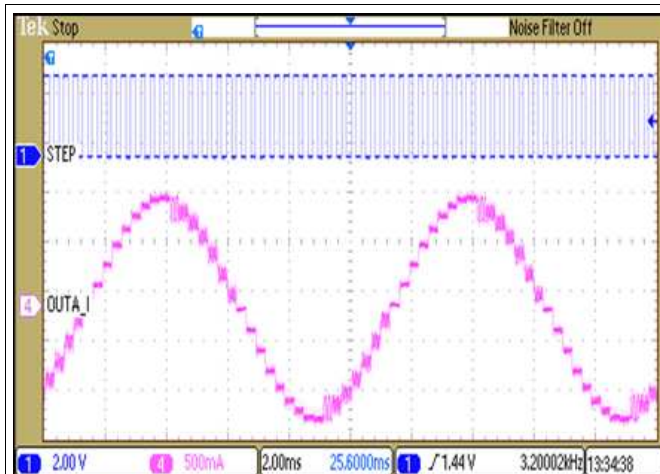 Tek Stop
Noise Filter Off
1 STEP
4 OUTA_I
1 2.00 V 4 500mA 2.00ms 25.6000ms 1 1.44 V 3.20002kHz 13:34:38